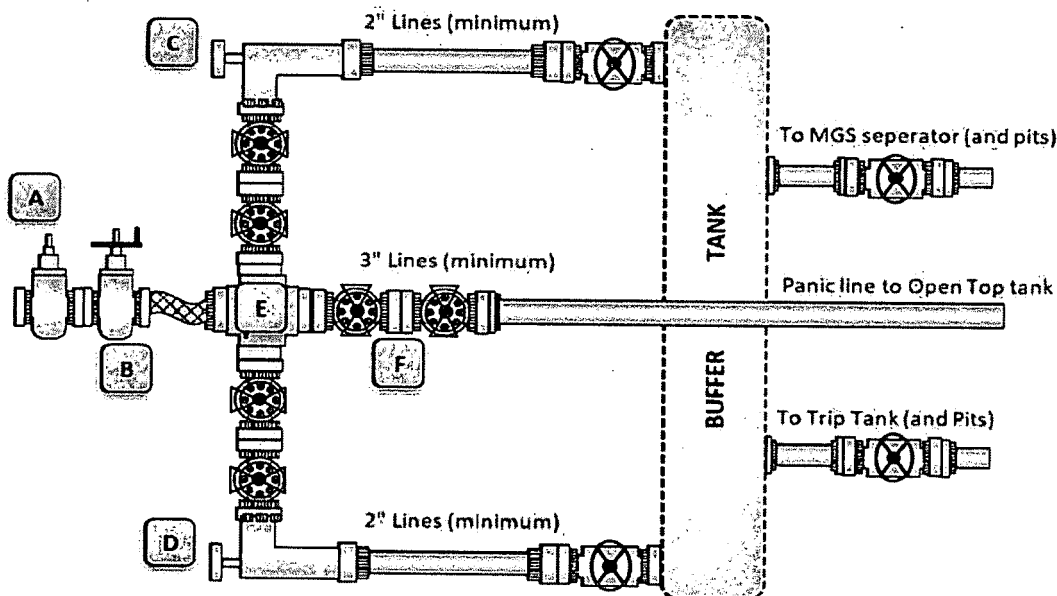 C
2" Lines (minimum)
To MGS seperator (and pits)
A
TANK
3" Lines (minimum)
Panic line to Open Top tank
E
B
F
BUFFER
To Trip Tank (and Pits)
D
2" Lines (minimum)